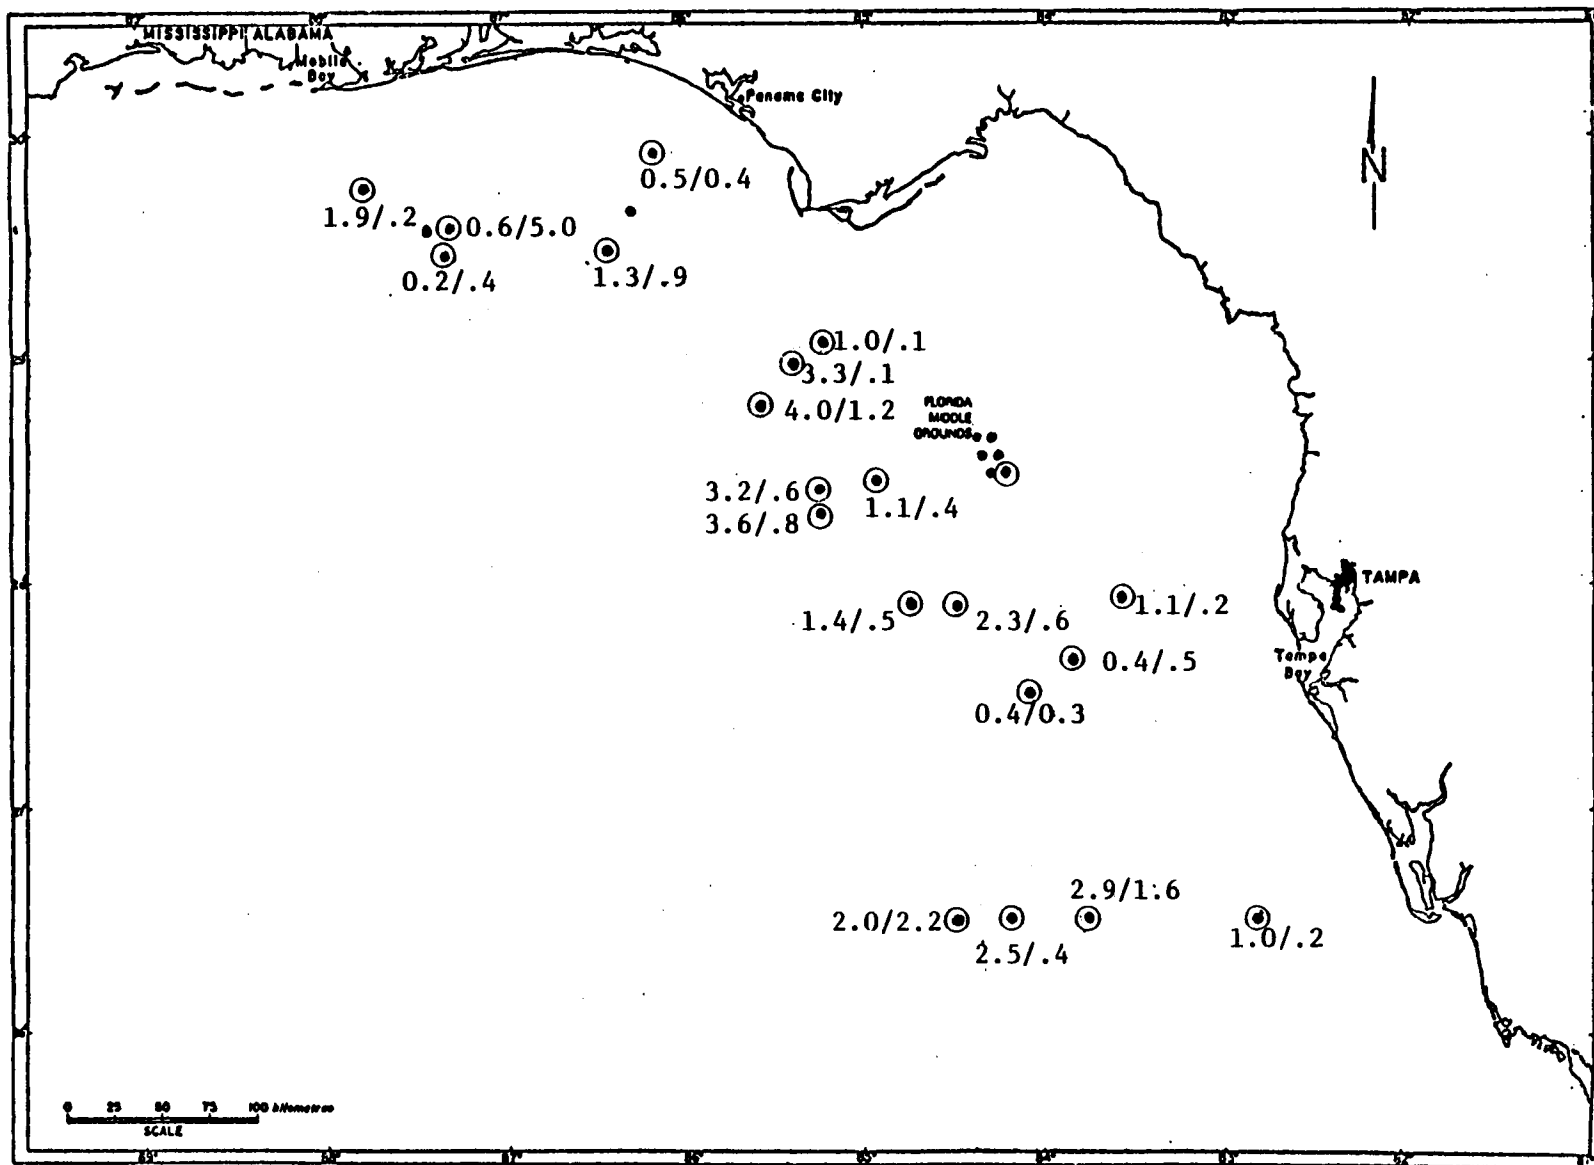 MISSISSIPPI ALABAMA
Mobile
Bay
Panama City
N
0.5/0.4
1.9/.2
0.6/5.0
0.2/.4
1.3/.9
1.0/.1
3.3/.1
4.0/1.2
FLORIDA
MIDDLE
GROUNDS
3.2/.6
1.1/.4
3.6/.8
TAMPA
1.4/.5
2.3/.6
1.1/.2
Tampa
Bay
0.4/.5
0.4/0.3
2.9/1.6
2.0/2.2
2.5/.4
1.0/.2
0 25 50 75 100 kilometres
SCALE